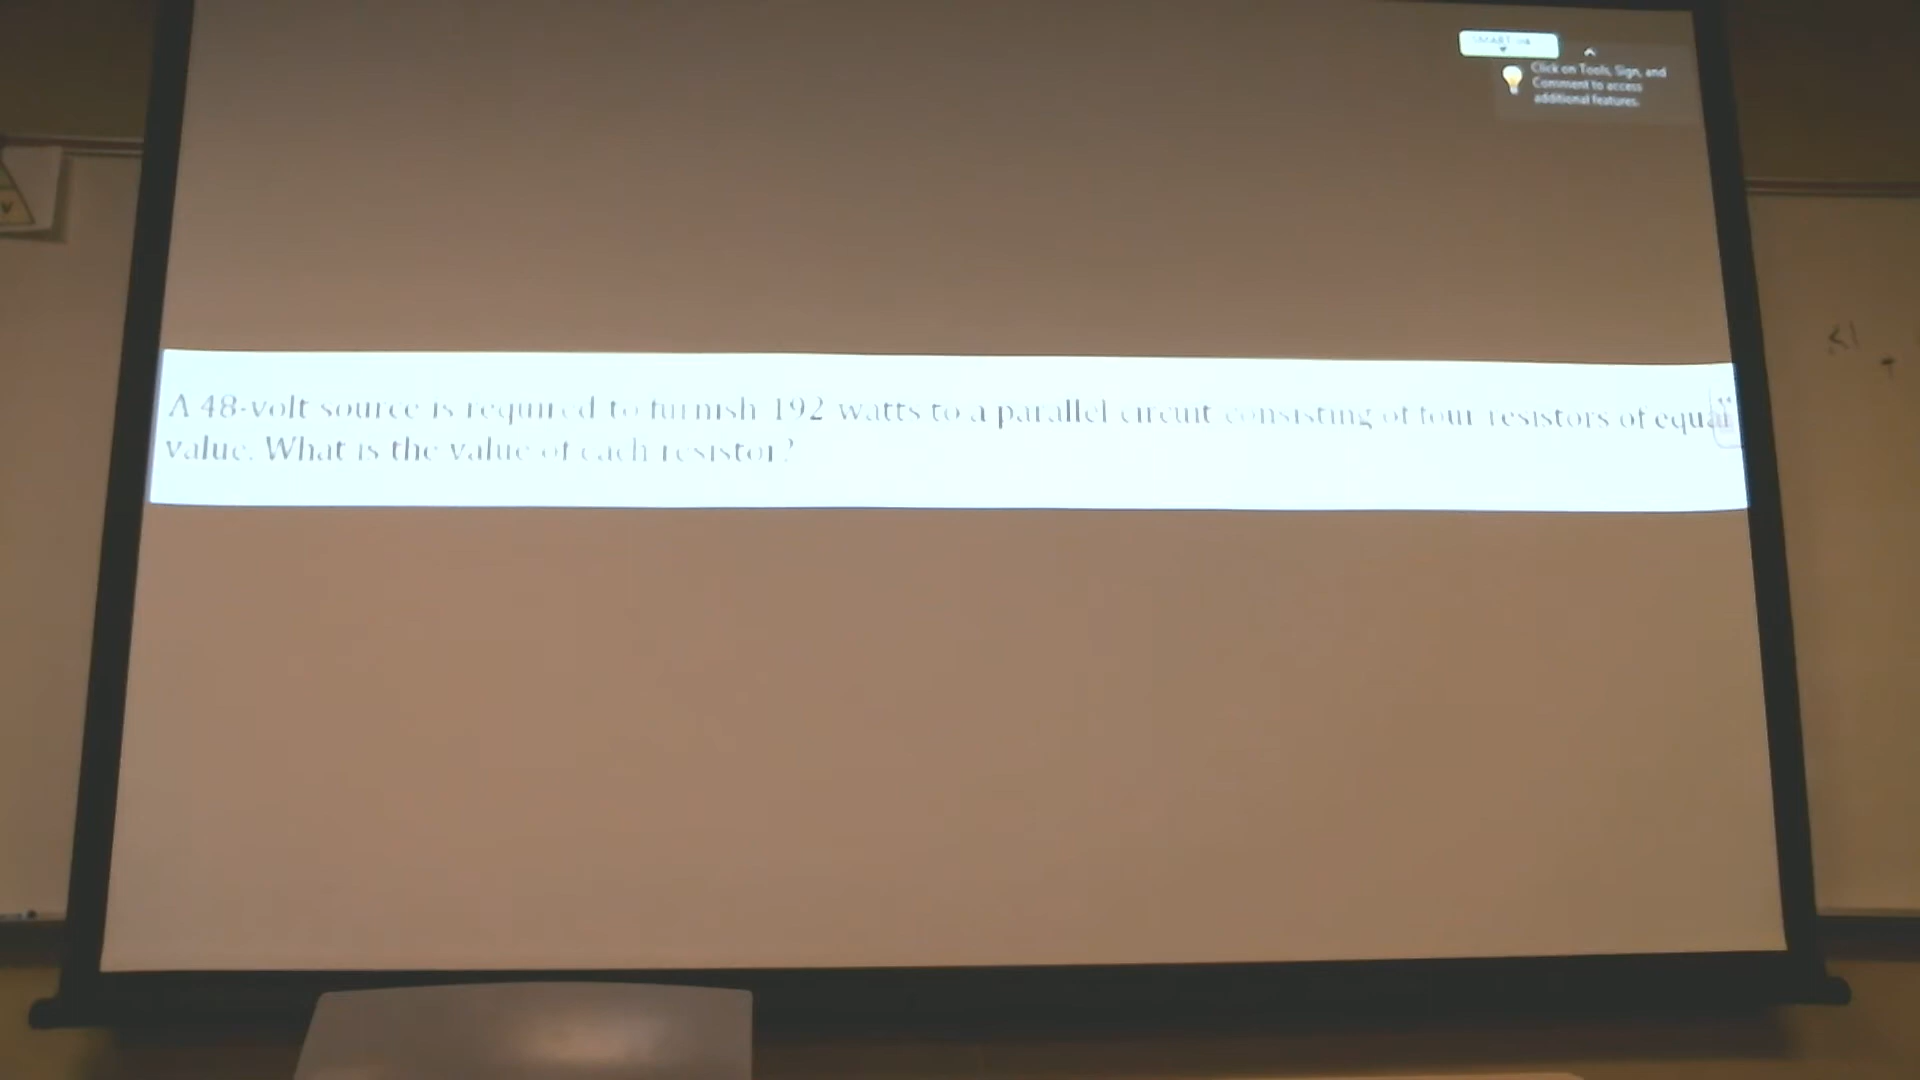 Click on Tools, Sign, and
Comment to access
additional features.
A 48-volt source is required to furnish 192 watts to a parallel circuit consisting of four resistors of equal
value. What is the value of each resistor?